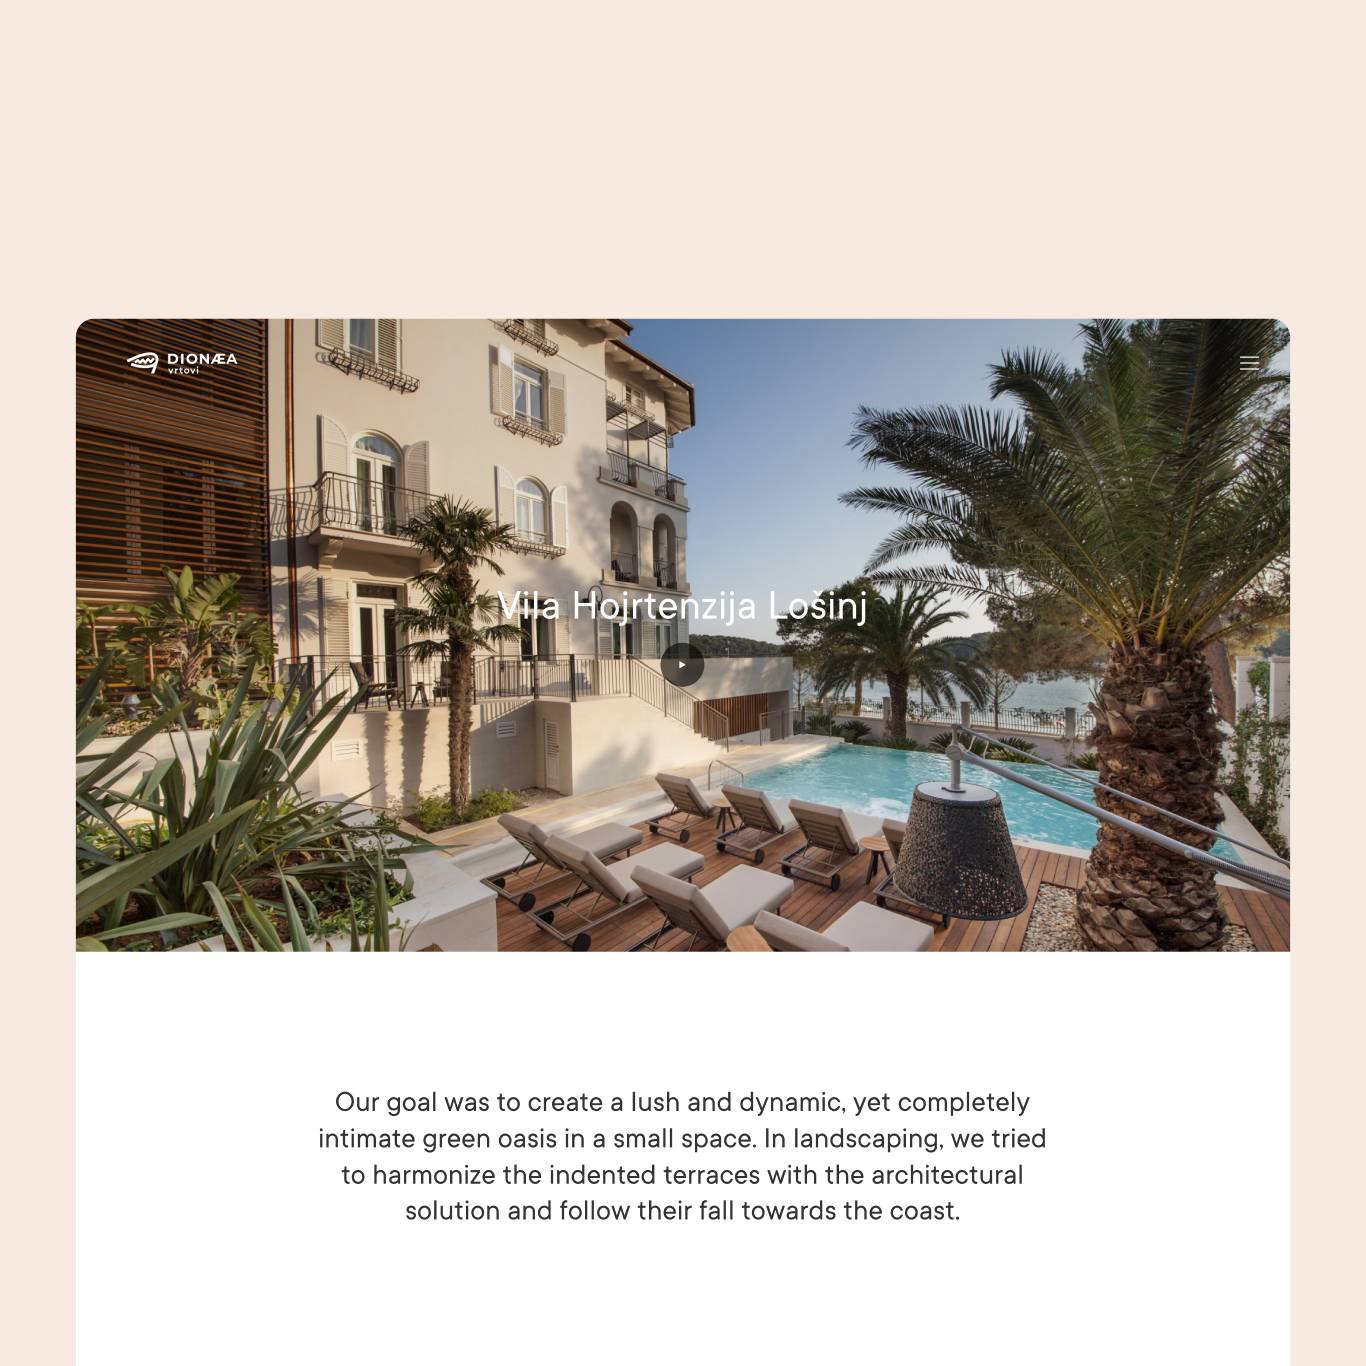 DIONÆA
vrtovi
Vila Hojrtenzija Lošinj
Our goal was to create a lush and dynamic, yet completely
intimate green oasis in a small space. In landscaping, we tried
to harmonize the indented terraces with the architectural
solution and follow their fall towards the coast.